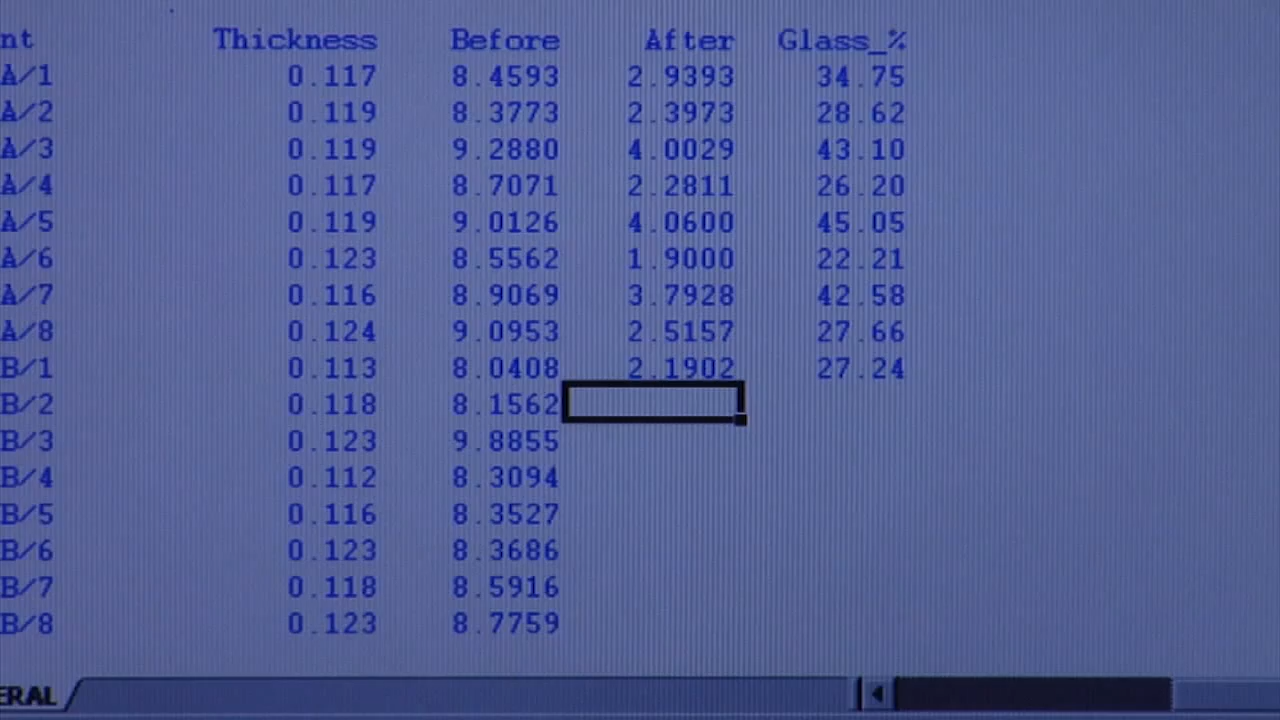 nt Thickness Before After Glass_%
A/1 0.117 8.4593 2.9393 34.75
A/2 0.119 8.3773 2.3973 28.62
A/3 0.119 9.2880 4.0029 43.10
A/4 0.117 8.7071 2.2811 26.20
A/5 0.119 9.0126 4.0600 45.05
A/6 0.123 8.5562 1.9000 22.21
A/7 0.116 8.9069 3.7928 42.58
A/8 0.124 9.0953 2.5157 27.66
B/1 0.113 8.0408 2.1902 27.24
B/2 0.118 8.1562
B/3 0.123 9.8855
B/4 0.112 8.3094
B/5 0.116 8.3527
B/6 0.123 8.3686
B/7 0.118 8.5916
B/8 0.123 8.7759
ERAL